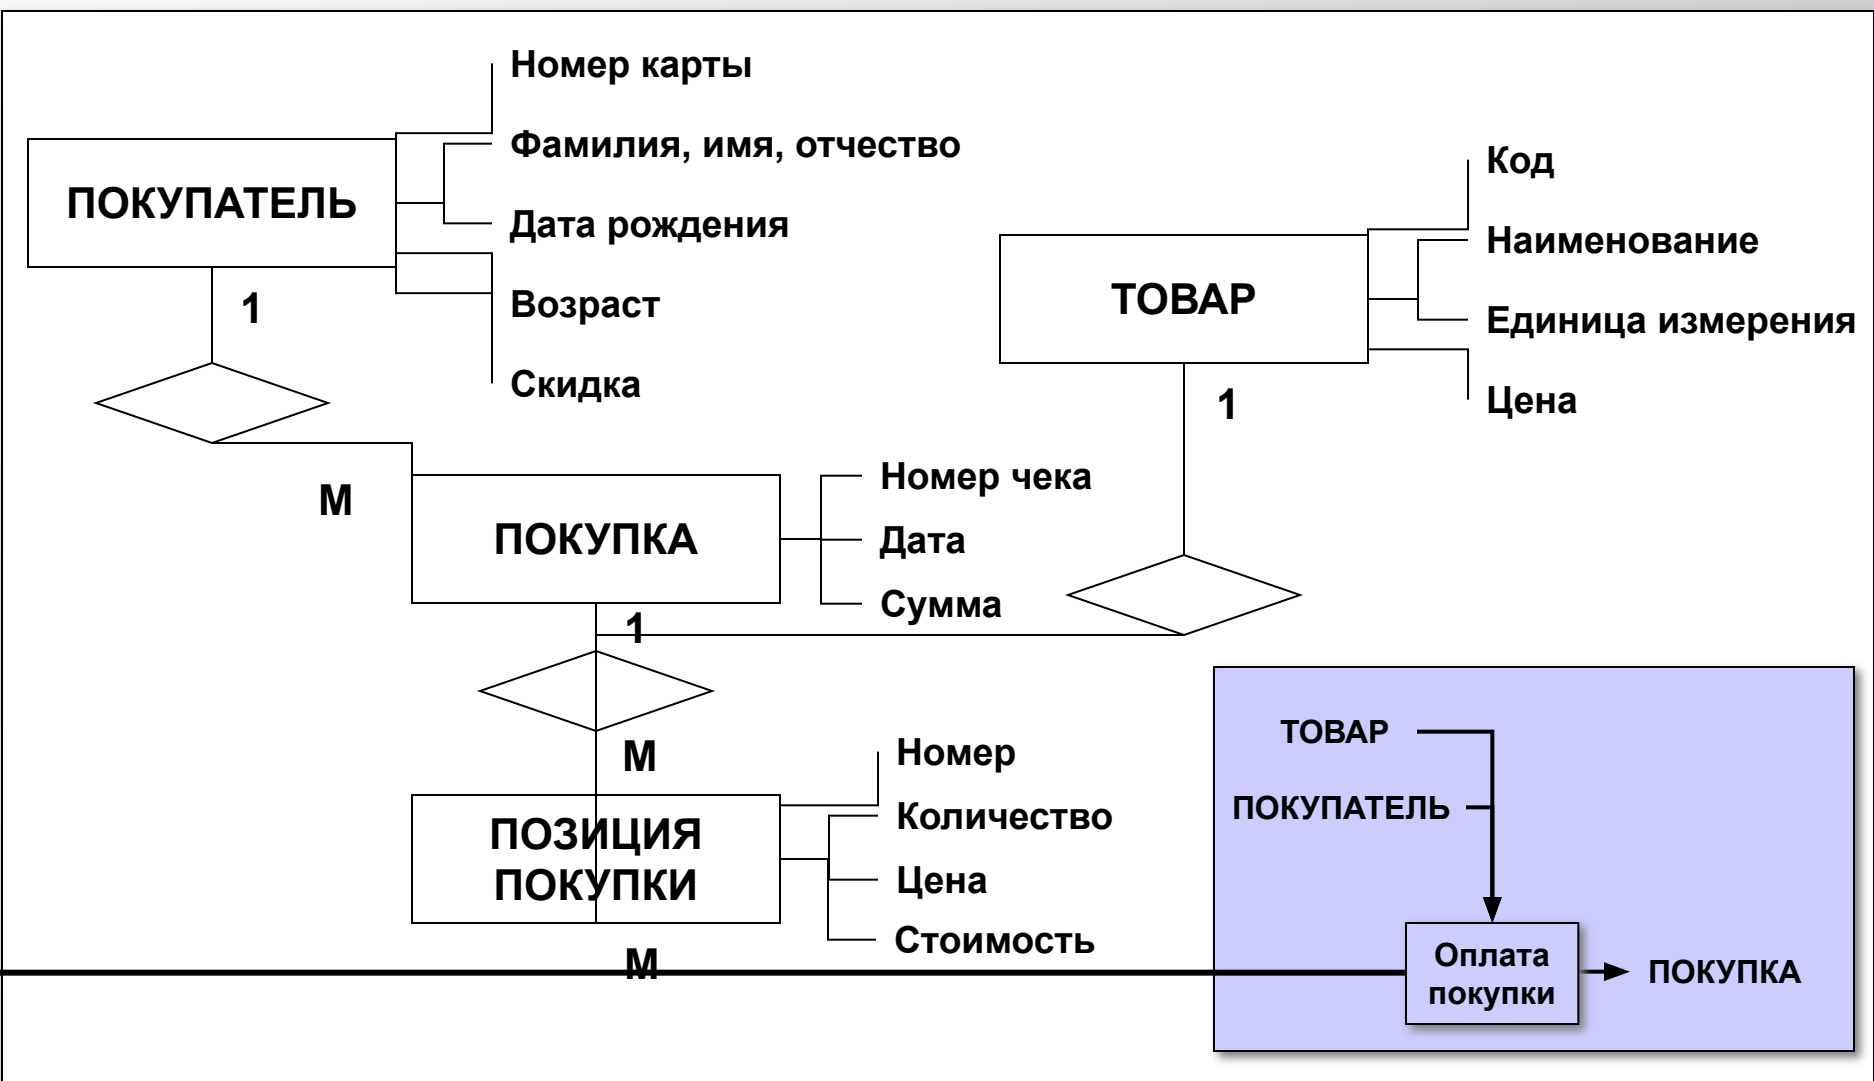 Номер карты
Фамилия, имя, отчество
ПОКУПАТЕЛЬ
Дата рождения
1
Возраст
Скидка
Код
Наименование
ТОВАР
Единица измерения
1
Цена
М
ПОКУПКА
Номер чека
Дата
Сумма
1
М
ПОЗИЦИЯ
ПОКУПКИ
Номер
Количество
Цена
Стоимость
М
ТОВАР
ПОКУПАТЕЛЬ
Оплата
покупки
ПОКУПКА